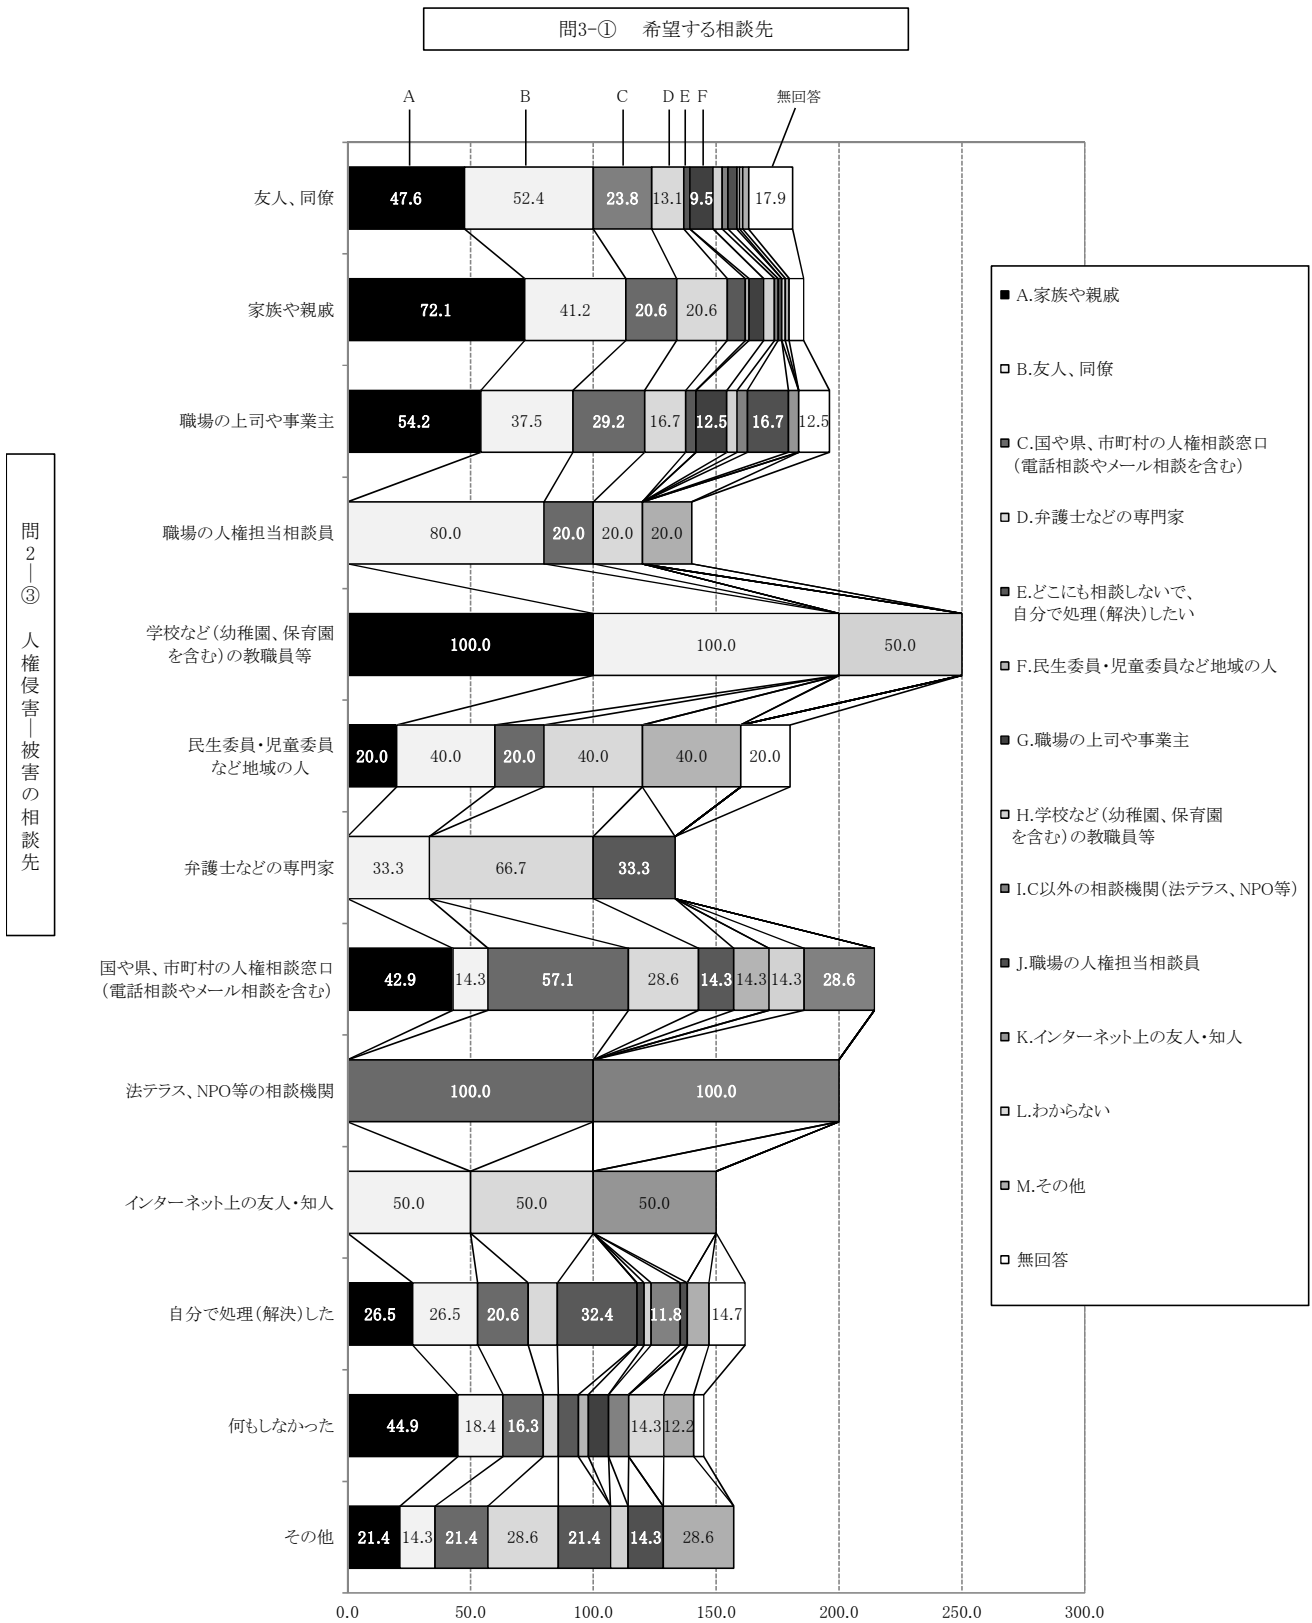 問3-① 希望する相談先
A B C D E F 無回答
友人、同僚 47.6 52.4 23.8 13.1 9.5 17.9
家族や親戚 72.1 41.2 20.6 20.6
職場の上司や事業主 54.2 37.5 29.2 16.7 12.5 16.7 12.5
職場の人権担当相談員 80.0 20.0 20.0 20.0
学校など(幼稚園、保育園
を含む)の教職員等 100.0 100.0 50.0
民生委員・児童委員
など地域の人 20.0 40.0 20.0 40.0 40.0 20.0
弁護士などの専門家 33.3 66.7 33.3
国や県、市町村の人権相談窓口
(電話相談やメール相談を含む) 42.9 14.3 57.1 28.6 14.3 14.3 14.3 28.6
法テラス、NPO等の相談機関 100.0 100.0
インターネット上の友人・知人 50.0 50.0 50.0
自分で処理(解決)した 26.5 26.5 20.6 32.4 11.8 14.7
何もしなかった 44.9 18.4 16.3 14.3 12.2
その他 21.4 14.3 21.4 28.6 21.4 14.3 28.6
0.0 50.0 100.0 150.0 200.0 250.0 300.0
問2―③ 人権侵害―被害の相談先
A.家族や親戚
B.友人、同僚
C.国や県、市町村の人権相談窓口
(電話相談やメール相談を含む)
D.弁護士などの専門家
E.どこにも相談しないで、
自分で処理(解決)したい
F.民生委員・児童委員など地域の人
G.職場の上司や事業主
H.学校など(幼稚園、保育園
を含む)の教職員等
I.C以外の相談機関(法テラス、NPO等)
J.職場の人権担当相談員
K.インターネット上の友人・知人
L.わからない
M.その他
無回答